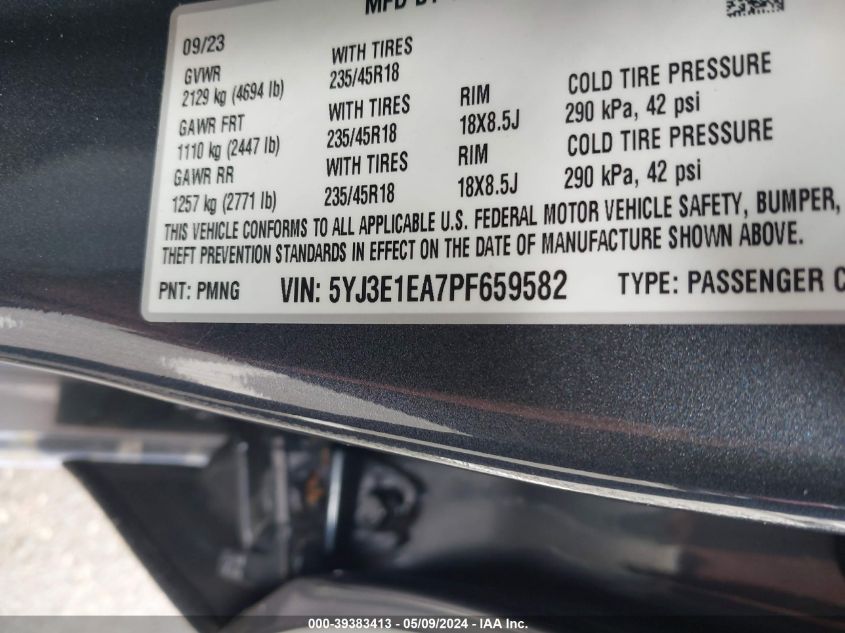 MFD BY
09/23
GVWR
2129 kg (4694 lb)
WITH TIRES
235/45R18
GAWR FRT
1110 kg (2447 lb)
WITH TIRES
235/45R18
RIM
18X8.5J
COLD TIRE PRESSURE
290 kPa, 42 psi
GAWR RR
1257 kg (2771 lb)
WITH TIRES
235/45R18
RIM
18X8.5J
COLD TIRE PRESSURE
290 kPa, 42 psi
THIS VEHICLE CONFORMS TO ALL APPLICABLE U.S. FEDERAL MOTOR VEHICLE SAFETY, BUMPER,
THEFT PREVENTION STANDARDS IN EFFECT ON THE DATE OF MANUFACTURE SHOWN ABOVE.
PNT: PMNG VIN: 5YJ3E1EA7PF659582 TYPE: PASSENGER C
000-39383413 - 05/09/2024 - IAA Inc.